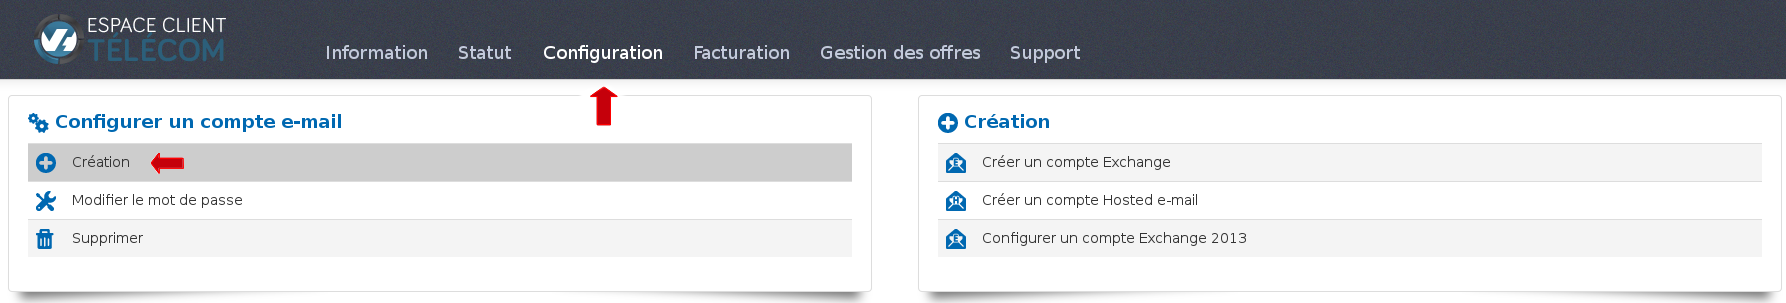 ESPACE CLIENT
TÉLÉCOM
Information Statut Configuration Facturation Gestion des offres Support
Configurer un compte e-mail
Création
Modifier le mot de passe
Supprimer
Création
E Créer un compte Exchange
H Créer un compte Hosted e-mail
E Configurer un compte Exchange 2013